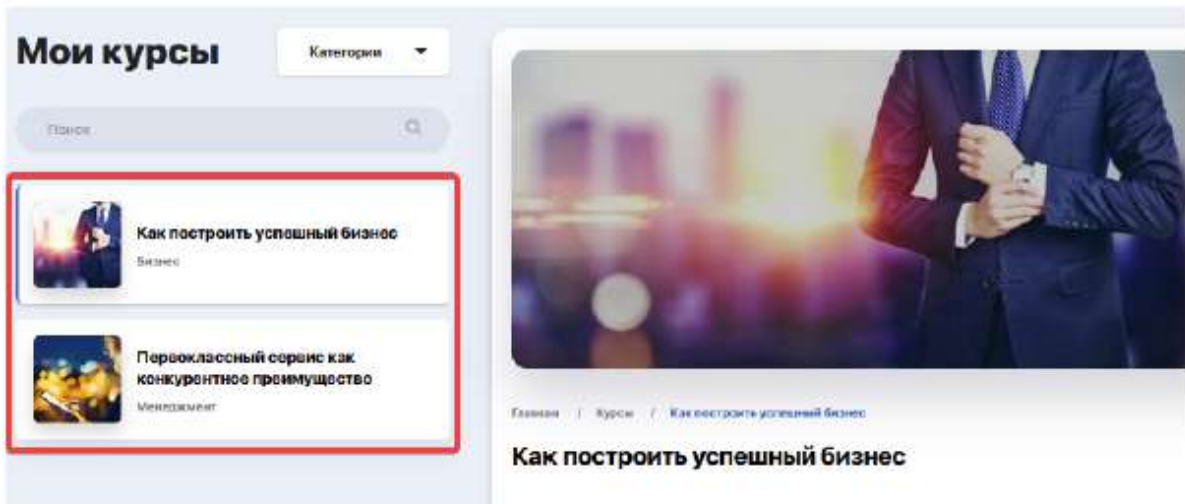 Мои курсы
Категории
Поиск
Как построить успешный бизнес
Бизнес
Первоклассный сервис как
конкурентное преимущество
Менеджмент
Главная / Курсы / Как построить успешный бизнес
Как построить успешный бизнес